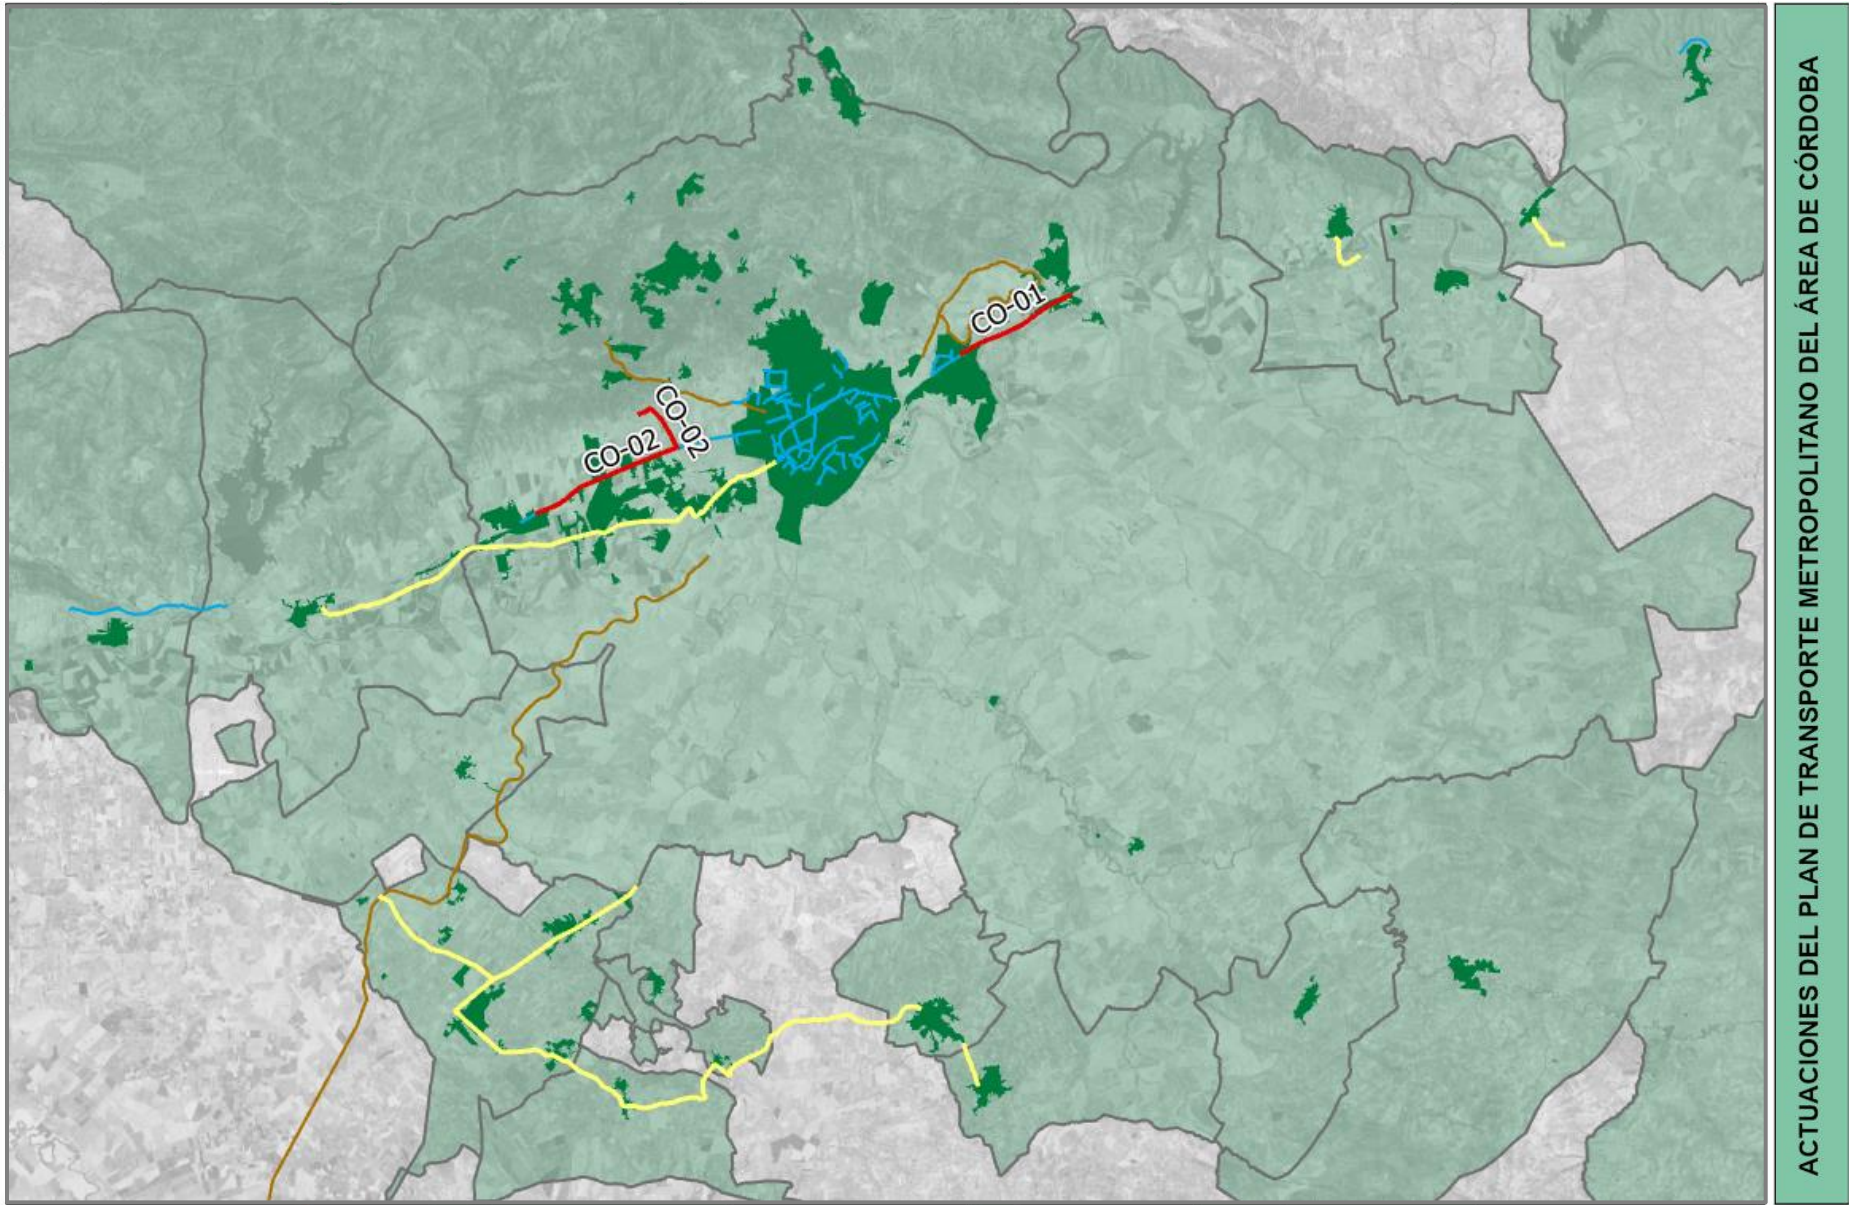 CO-01
CO-02
CO-02
ACTUACIONES DEL PLAN DE TRANSPORTE METROPOLITANO DEL ÁREA DE CÓRDOBA